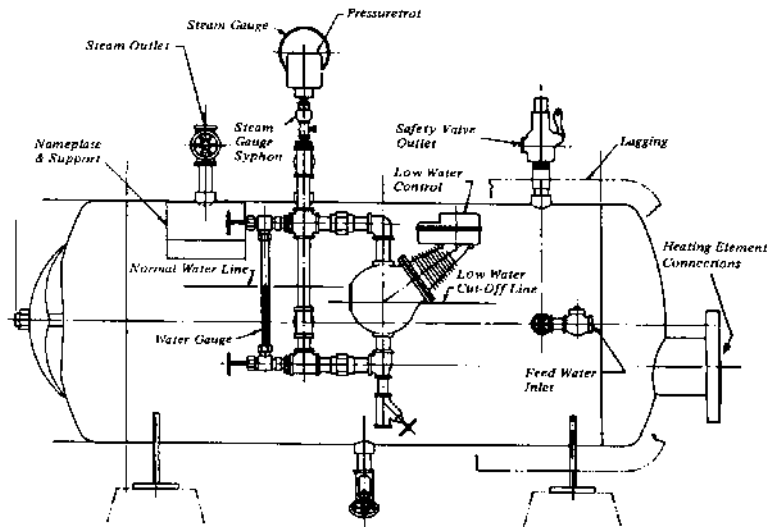 Steam Gauge
Pressuretrol
Steam Outlet
Steam
Gauge
Syphon
Nameplate
& Support
Safety Valve
Outlet
Lagging
Low Water
Control
Normal Water Line
Low Water
Cut-Off Line
Heating Element
Connections
Water Gauge
Feed Water
Inlet